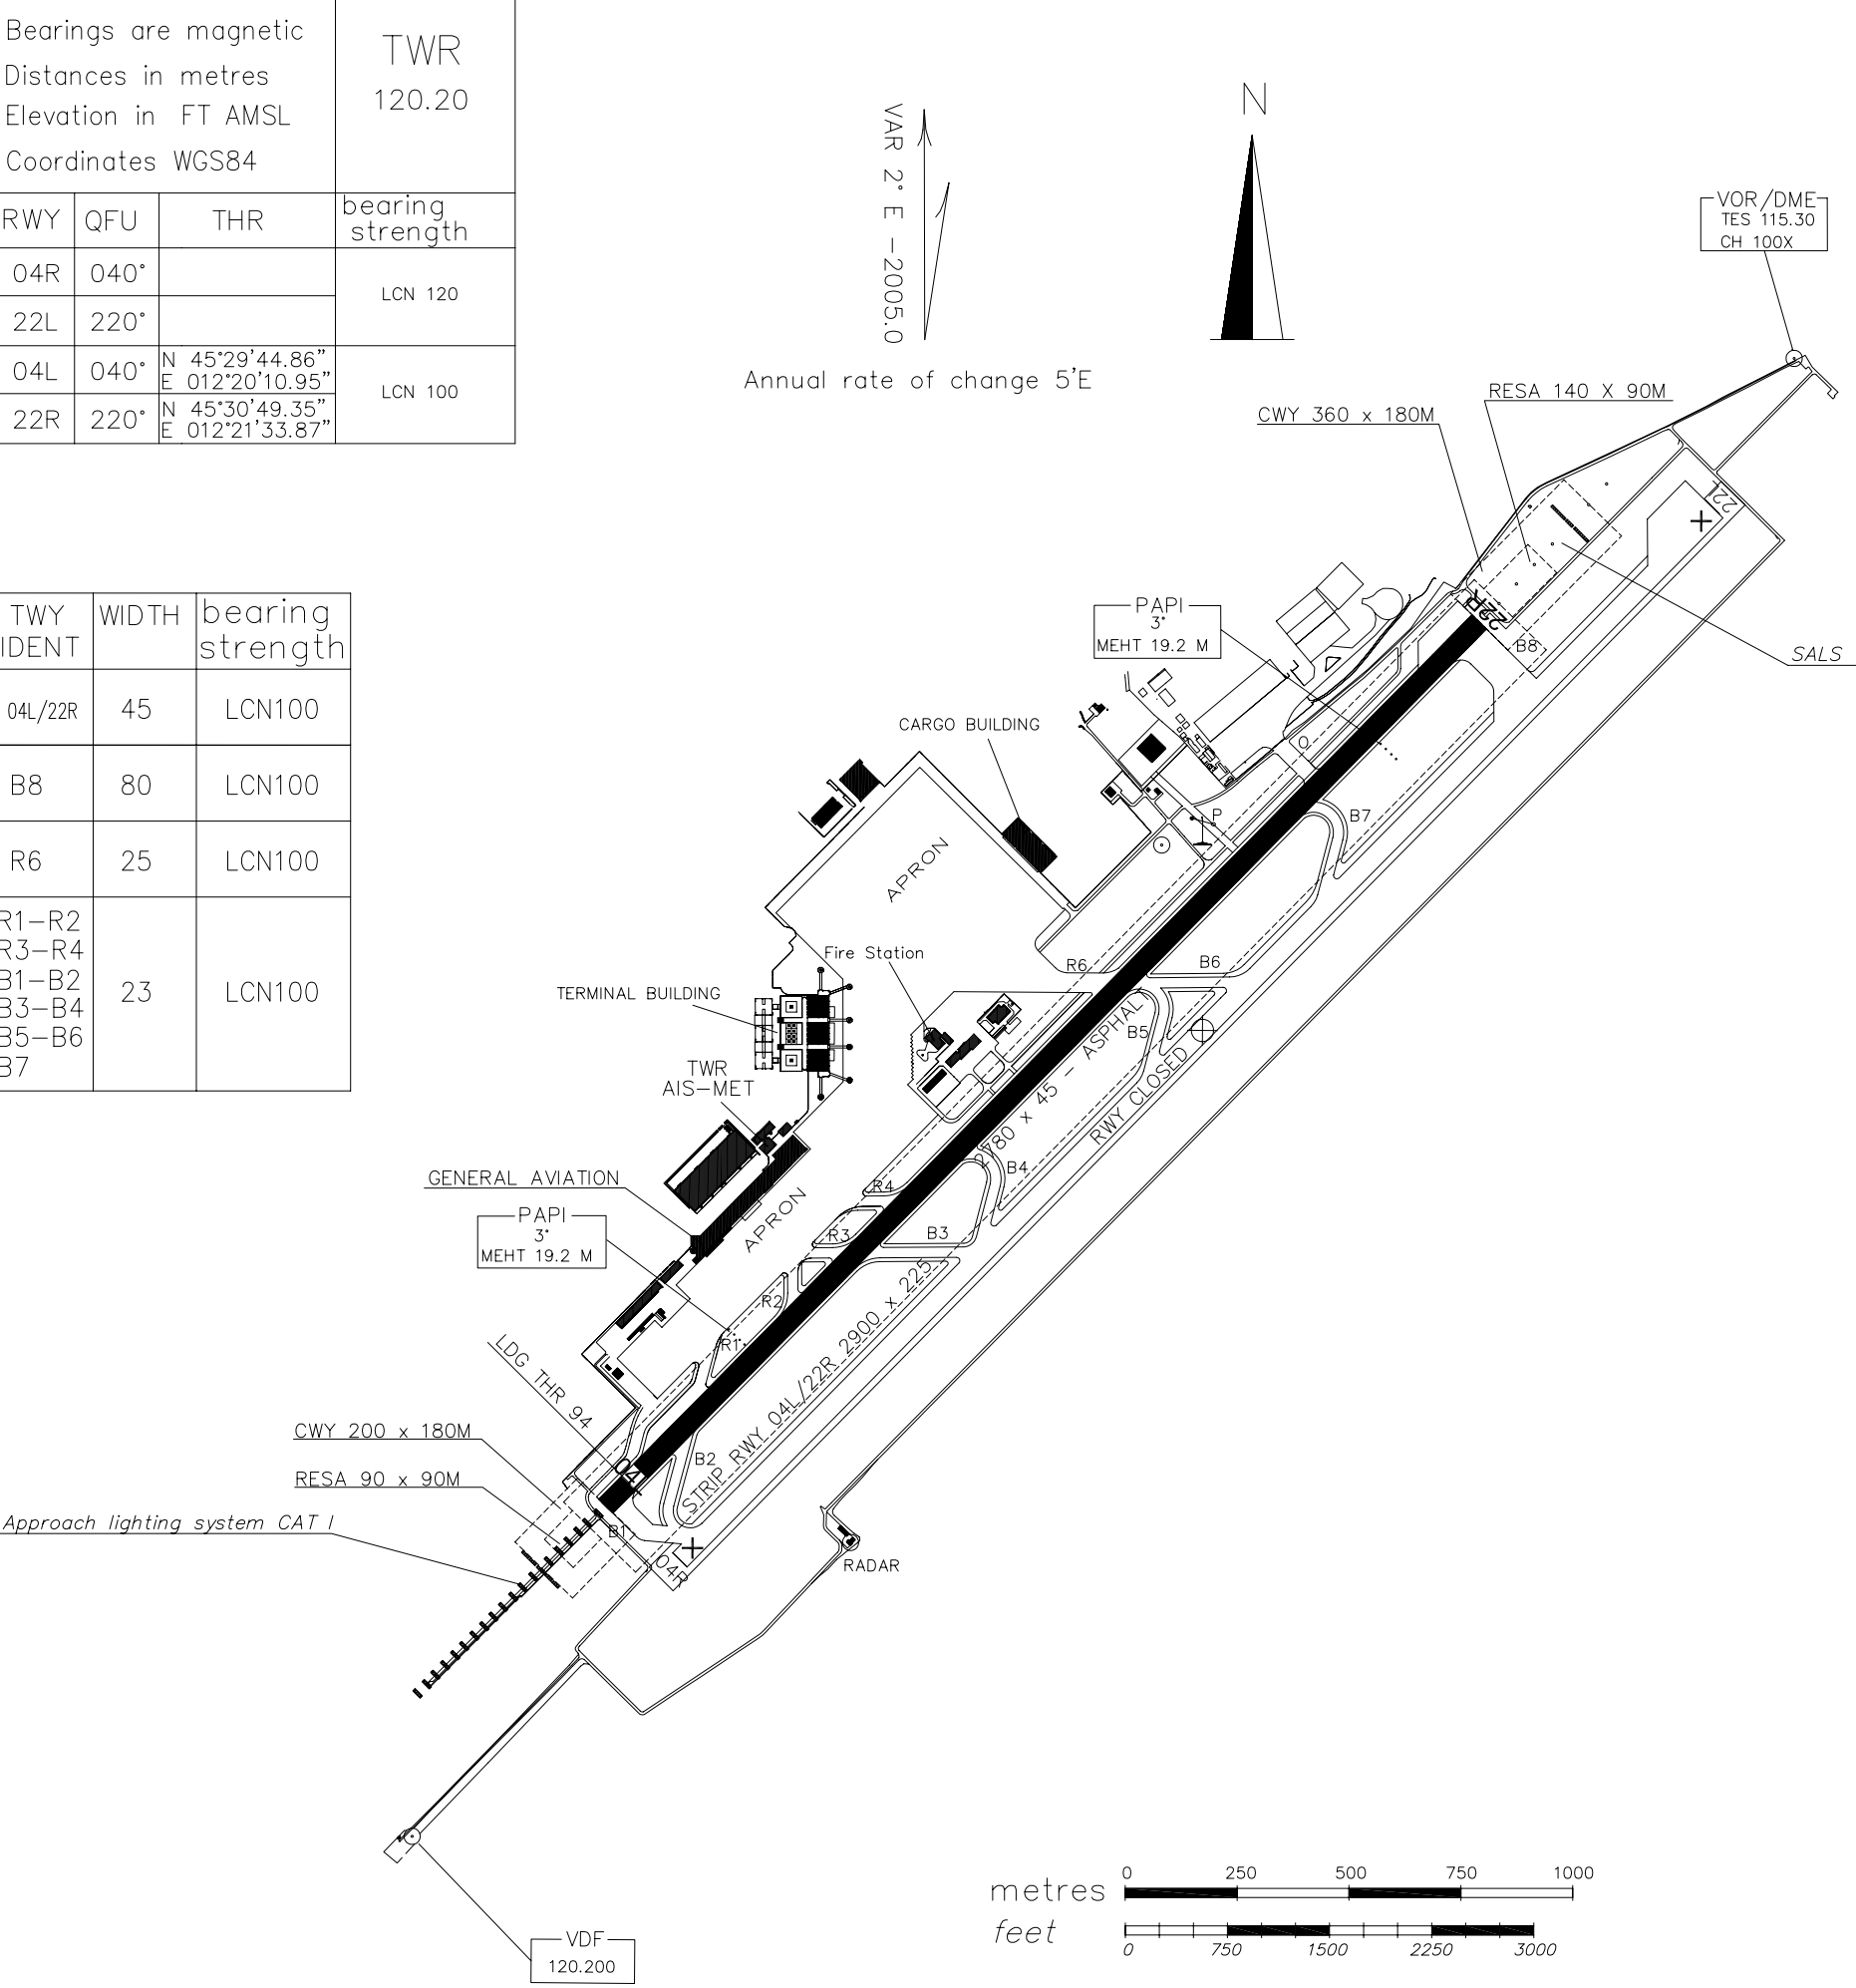 Bearings are magnetic
Distances in metres
Elevation in FT AMSL
Coordinates WGS84
TWR
120.20
RWY QFU THR bearing strength
04R 040°
22L 220°
LCN 120
04L 040° N 45°29'44.86" E 012°20'10.95"
22R 220° N 45°30'49.35" E 012°21'33.87"
LCN 100
VAR 2° E -2005.0
Annual rate of change 5'E
N
VOR/DME
TES 115.30
CH 100X
RESA 140 X 90M
CWY 360 x 180M
22L
22R
B8
SALS
PAPI
3°
MEHT 19.2 M
TWY IDENT WIDTH bearing strength
04L/22R 45 LCN100
B8 80 LCN100
R6 25 LCN100
R1-R2
R3-R4
B1-B2
B3-B4
B5-B6
B7
23 LCN100
CARGO BUILDING
O
P
B7
APRON
Fire Station
R6
B6
TERMINAL BUILDING
B5
2780 x 45 - ASPHAL
RWY CLOSED
TWR
AIS-MET
B4
GENERAL AVIATION
R4
APRON
PAPI
3°
MEHT 19.2 M
R3
B3
R2
R1
STRIP RWY 04L/22R 2900 x 225
LDG THR 94
CWY 200 x 180M
B2
RESA 90 x 90M
Approach lighting system CAT I
B1
04R
RADAR
VDF
120.200
metres
0 250 500 750 1000
feet
0 750 1500 2250 3000